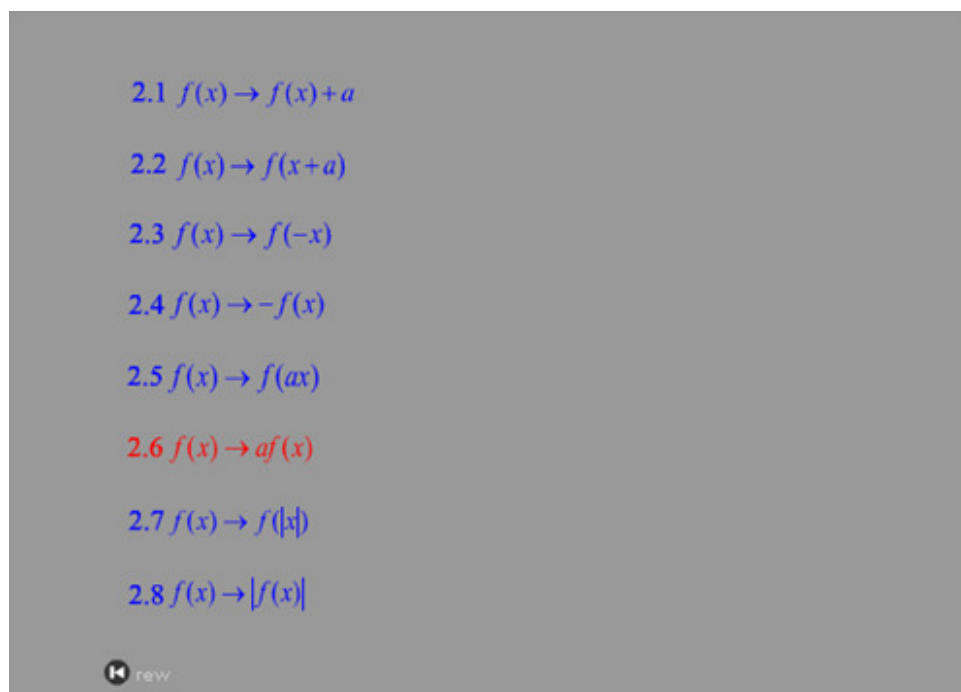 2.1 f(x) → f(x)+a
2.2 f(x) → f(x+a)
2.3 f(x) → f(−x)
2.4 f(x) → −f(x)
2.5 f(x) → f(ax)
2.6 f(x) → af(x)
2.7 f(x) → f(|x|)
2.8 f(x) → |f(x)|
rew